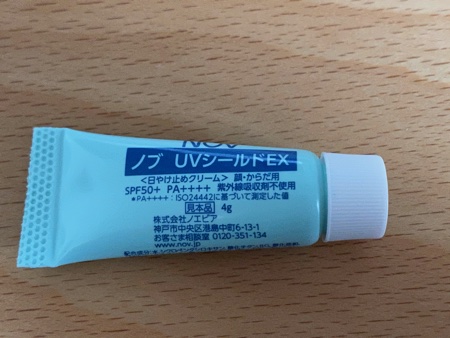 NOV
ノブ UVシールドEX
<日やけ止めクリーム> 顔・からだ用
SPF50+ PA++++ 紫外線吸収剤不使用
*PA++++:ISO24442に基づいて測定した値
見本品 4g
株式会社ノエビア
神戸市中央区港島中町6-13-1
お客さま相談室 0120-351-134
www.nov.jp